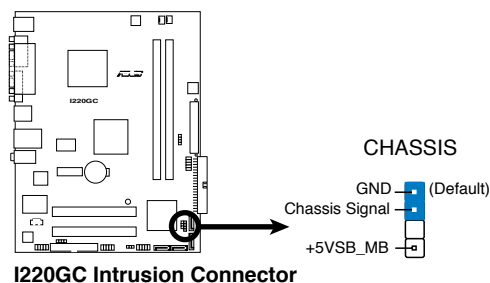 I220GC
CHASSIS
GND
(Default)
Chassis Signal
+5VSB_MB
I220GC Intrusion Connector